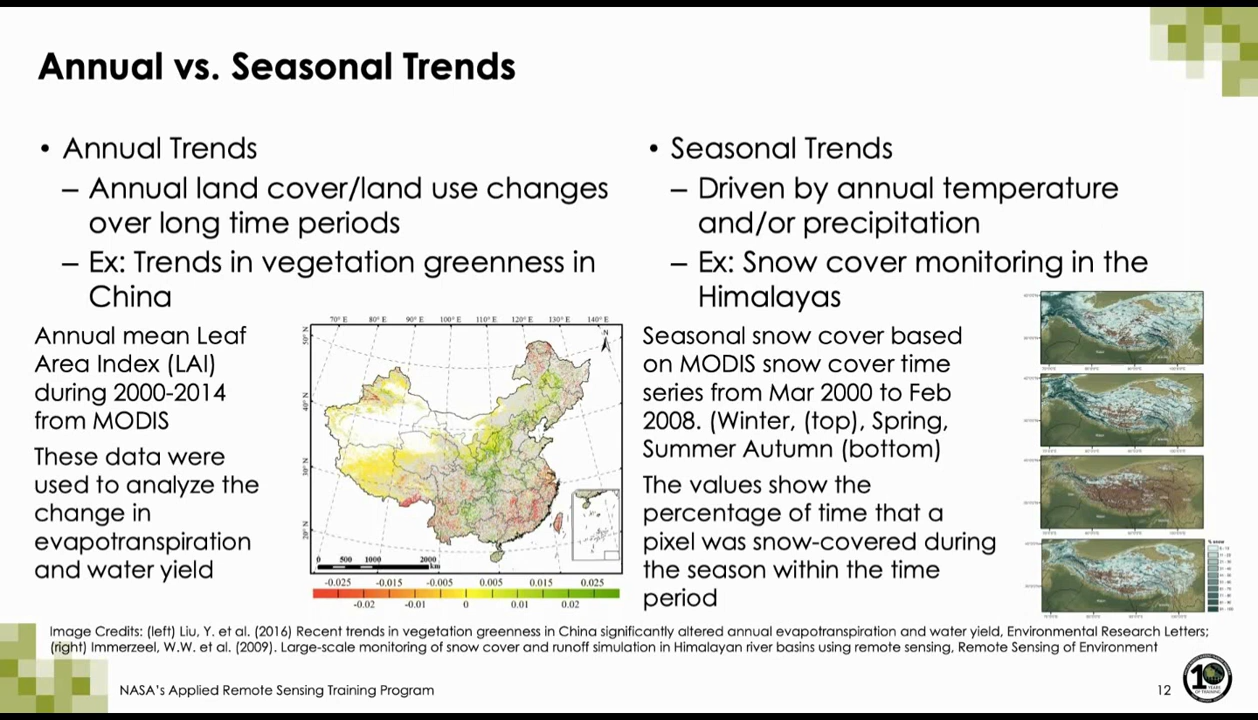 Annual vs. Seasonal Trends
• Annual Trends
– Annual land cover/land use changes
over long time periods
– Ex: Trends in vegetation greenness in
China
Annual mean Leaf
Area Index (LAI)
during 2000-2014
from MODIS
These data were
used to analyze the
change in
evapotranspiration
and water yield
70° E 80° E 90° E 100° E 110° E 120° E 130° E 140° E
N
50° N
40° N
30° N
20° N
0 500 1000 2000
km
-0.025 -0.015 -0.005 0.005 0.015 0.025
-0.02 -0.01 0 0.01 0.02
• Seasonal Trends
– Driven by annual temperature
and/or precipitation
– Ex: Snow cover monitoring in the
Himalayas
Seasonal snow cover based
on MODIS snow cover time
series from Mar 2000 to Feb
2008. (Winter, (top), Spring,
Summer Autumn (bottom)
The values show the
percentage of time that a
pixel was snow-covered during
the season within the time
period
% snow
Image Credits: (left) Liu, Y. et al. (2016) Recent trends in vegetation greenness in China significantly altered annual evapotranspiration and water yield, Environmental Research Letters;
(right) Immerzeel, W.W. et al. (2009). Large-scale monitoring of snow cover and runoff simulation in Himalayan river basins using remote sensing, Remote Sensing of Environment
NASA's Applied Remote Sensing Training Program
12
10
YEARS
OF TRAINING